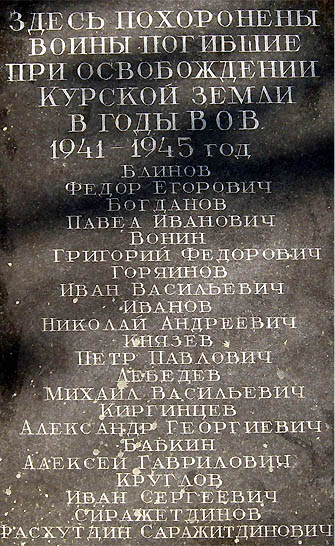 ЗДЕСЬ ПОХОРОНЕНЫ
ВОИНЫ ПОГИБШИЕ
ПРИ ОСВОБОЖДЕНИИ
КУРСКОЙ ЗЕМЛИ
В ГОДЫ В.О.В.
1941-1945 ГОД
БЛИНОВ
ФЕДОР ЕГОРОВИЧ
БОГДАНОВ
ПАВЕЛ ИВАНОВИЧ
ВОНИН
ГРИГОРИЙ ФЕДОРОВИЧ
ГОРЯИНОВ
ИВАН ВАСИЛЬЕВИЧ
ИВАНОВ
НИКОЛАЙ АНДРЕЕВИЧ
КНЯЗЕВ
ПЕТР ПАВЛОВИЧ
ЛЕБЕДЕВ
МИХАИЛ ВАСИЛЬЕВИЧ
КИРГИНЦЕВ
АЛЕКСАНДР ГЕОРГИЕВИЧ
БАБКИН
АЛЕКСЕЙ ГАВРИЛОВИЧ
КРУГЛОВ
ИВАН СЕРГЕЕВИЧ
СИРАЖЕТДИНОВ
ФАСХУТДИН САРАЖИТДИНОВИЧ